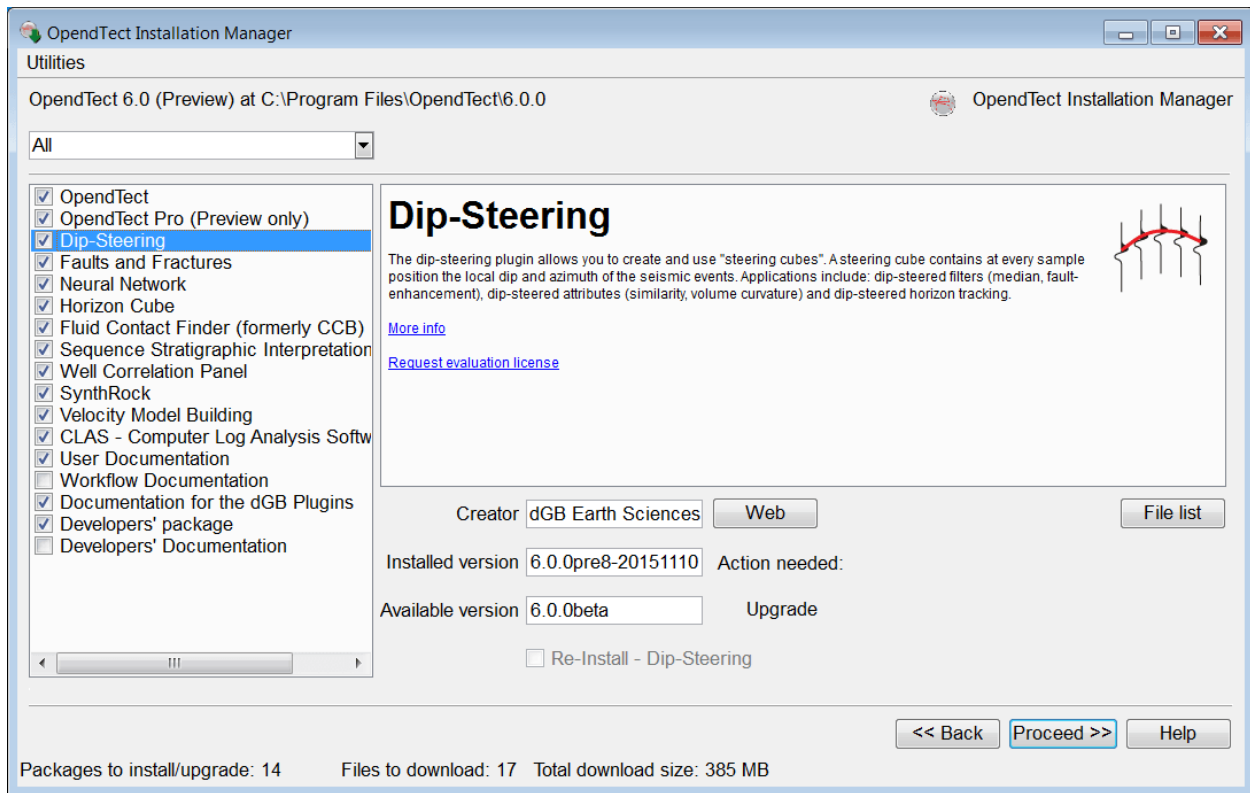 OpendTect Installation Manager
Utilities
OpendTect 6.0 (Preview) at C:\Program Files\OpendTect\6.0.0
OpendTect Installation Manager
All
OpendTect
OpendTect Pro (Preview only)
Dip-Steering
Faults and Fractures
Neural Network
Horizon Cube
Fluid Contact Finder (formerly CCB)
Sequence Stratigraphic Interpretation
Well Correlation Panel
SynthRock
Velocity Model Building
CLAS - Computer Log Analysis Softw
User Documentation
Workflow Documentation
Documentation for the dGB Plugins
Developers' package
Developers' Documentation
Dip-Steering
The dip-steering plugin allows you to create and use "steering cubes". A steering cube contains at every sample
position the local dip and azimuth of the seismic events. Applications include: dip-steered filters (median, fault-
enhancement), dip-steered attributes (similarity, volume curvature) and dip-steered horizon tracking.
More info
Request evaluation license
Creator dGB Earth Sciences Web File list
Installed version 6.0.0pre8-20151110 Action needed:
Available version 6.0.0beta Upgrade
Re-Install - Dip-Steering
<< Back Proceed >> Help
Packages to install/upgrade: 14 Files to download: 17 Total download size: 385 MB